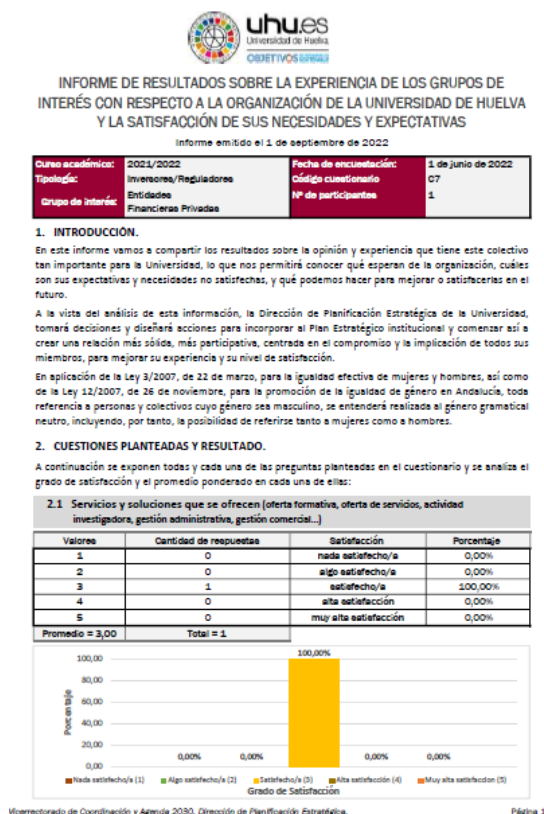 uhu.es
Universidad de Huelva
OBJETIVOS
INFORME DE RESULTADOS SOBRE LA EXPERIENCIA DE LOS GRUPOS DE
INTERÉS CON RESPECTO A LA ORGANIZACIÓN DE LA UNIVERSIDAD DE HUELVA
Y LA SATISFACCIÓN DE SUS NECESIDADES Y EXPECTATIVAS
Informe emitido el 1 de septiembre de 2022
Curso académico: 2021/2022 Fecha de encuestación: 1 de junio de 2022
Tipología: Inversores/Reguladores Código cuestionario C7
Grupo de interés: Entidades Financieras Privadas Nº de participantes 1
1. INTRODUCCIÓN.
En este informe vamos a compartir los resultados sobre la opinión y experiencia que tiene este colectivo
tan importante para la Universidad, lo que nos permitirá conocer qué esperan de la organización, cuáles
son sus expectativas y necesidades no satisfechas, y qué podemos hacer para mejorar o satisfacerlas en el
futuro.
A la vista del análisis de esta información, la Dirección de Planificación Estratégica de la Universidad,
tomará decisiones y diseñará acciones para incorporar al Plan Estratégico institucional y comenzar así a
crear una relación más sólida, más participativa, centrada en el compromiso y la implicación de todos sus
miembros, para mejorar su experiencia y su nivel de satisfacción.
En aplicación de la Ley 3/2007, de 22 de marzo, para la igualdad efectiva de mujeres y hombres, así como
de la Ley 12/2007, de 26 de noviembre, para la promoción de la igualdad de género en Andalucía, toda
referencia a personas y colectivos cuyo género sea masculino, se entenderá realizada al género gramatical
neutro, incluyendo, por tanto, la posibilidad de referirse tanto a mujeres como a hombres.
2. CUESTIONES PLANTEADAS Y RESULTADO.
A continuación se exponen todas y cada una de las preguntas planteadas en el cuestionario y se analiza el
grado de satisfacción y el promedio ponderado en cada una de ellas:
2.1 Servicios y soluciones que se ofrecen (oferta formativa, oferta de servicios, actividad
investigadora, gestión administrativa, gestión comercial...)
Valores Cantidad de respuestas Satisfacción Porcentaje
1 0 nada satisfecho/a 0,00%
2 0 algo satisfecho/a 0,00%
3 1 satisfecho/a 100,00%
4 0 alta satisfacción 0,00%
5 0 muy alta satisfacción 0,00%
Promedio = 3,00 Total = 1
100,00%
100,00
80,00
60,00
40,00
20,00
0,00
Porcentaje
0,00% 0,00% 0,00% 0,00%
Nada satisfecho/a (1) Algo satisfecho/a (2) Satisfecho/a (3) Alta satisfacción (4) Muy alta satisfaccion (5)
Grado de Satisfacción
Vicerrectorado de Coordinación y Agenda 2030. Dirección de Planificación Estratégica. Página 1